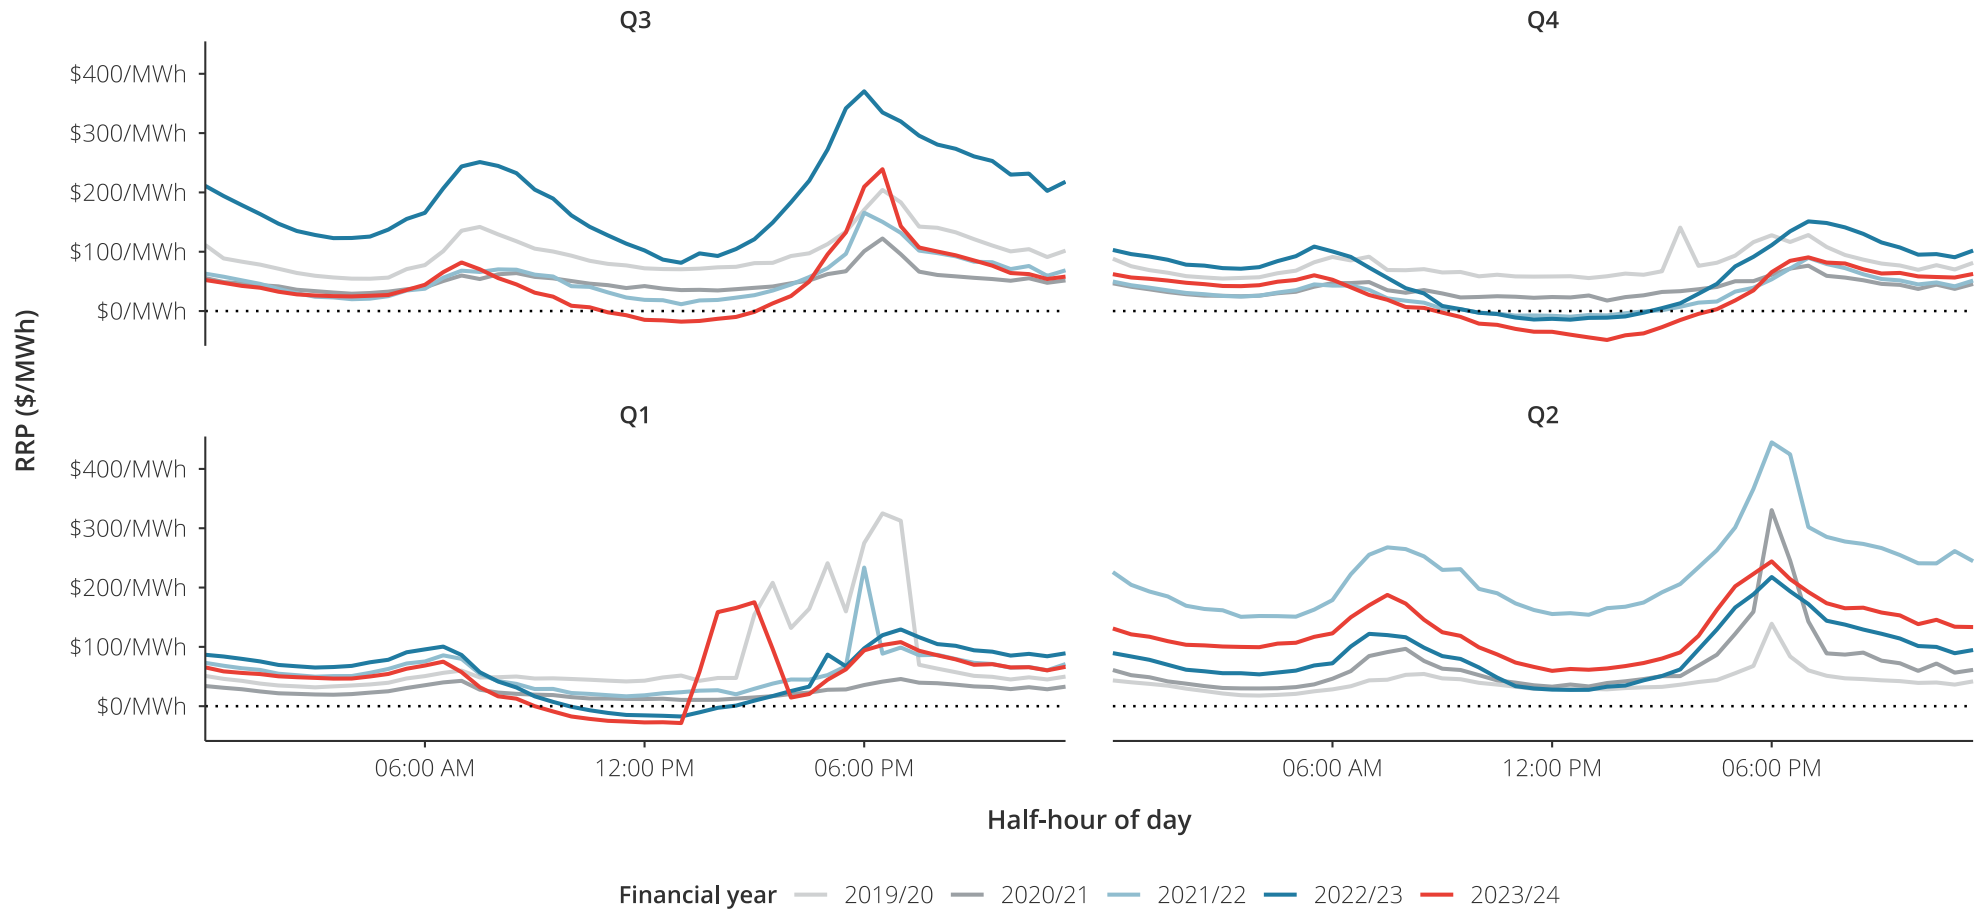 Q3
Q4
$400/MWh
$300/MWh
$200/MWh
$100/MWh
$0/MWh
RRP ($/MWh)
Q1
Q2
$400/MWh
$300/MWh
$200/MWh
$100/MWh
$0/MWh
06:00 AM 12:00 PM 06:00 PM
06:00 AM 12:00 PM 06:00 PM
Half-hour of day
Financial year 2019/20 2020/21 2021/22 2022/23 2023/24